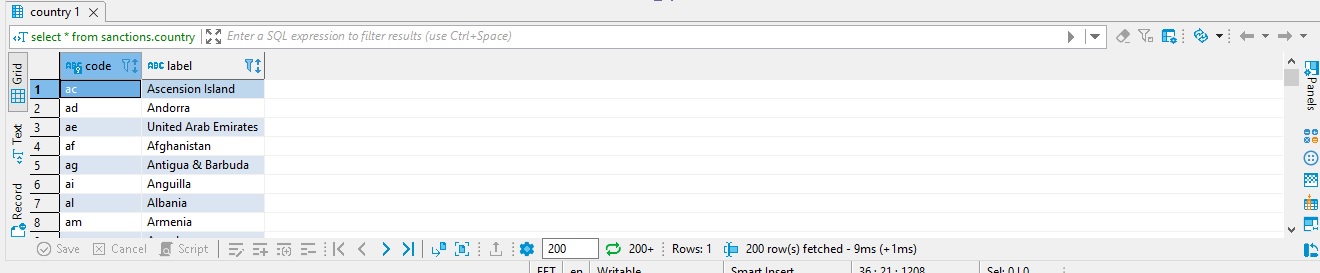 country 1
select * from sanctions.country Enter a SQL expression to filter results (use Ctrl+Space)
Grid
Text
Record
ABC code ABC label
1 ac Ascension Island
2 ad Andorra
3 ae United Arab Emirates
4 af Afghanistan
5 ag Antigua & Barbuda
6 ai Anguilla
7 al Albania
8 am Armenia
Panels
Save Cancel Script 200 200+ Rows: 1 200 row(s) fetched - 9ms (+1ms)
EET en Writable Smart Insert 36 : 21 : 1208 Sel: 0 | 0